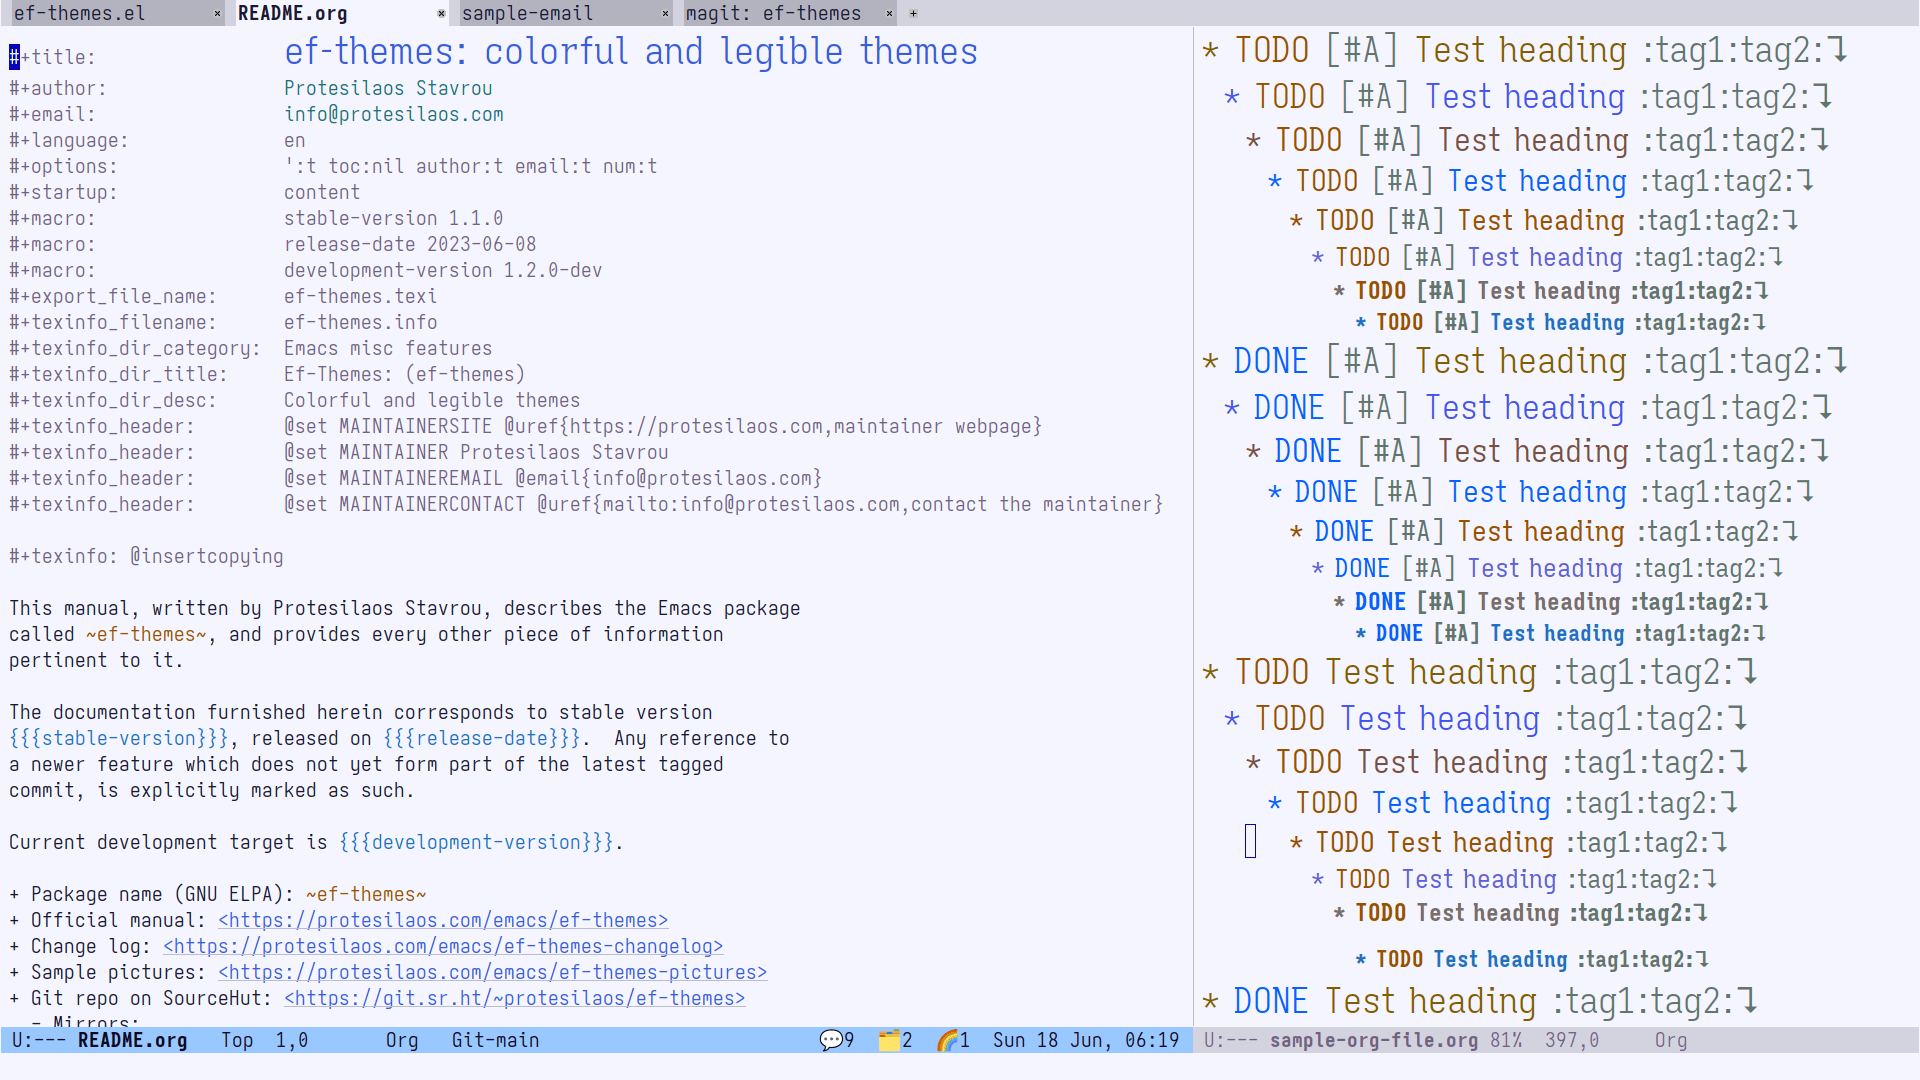 ef-themes.el × README.org × sample-email × magit: ef-themes × +
#+title: ef-themes: colorful and legible themes
#+author: Protesilaos Stavrou
#+email: info@protesilaos.com
#+language: en
#+options: ':t toc:nil author:t email:t num:t
#+startup: content
#+macro: stable-version 1.1.0
#+macro: release-date 2023-06-08
#+macro: development-version 1.2.0-dev
#+export_file_name: ef-themes.texi
#+texinfo_filename: ef-themes.info
#+texinfo_dir_category: Emacs misc features
#+texinfo_dir_title: Ef-Themes: (ef-themes)
#+texinfo_dir_desc: Colorful and legible themes
#+texinfo_header: @set MAINTAINERSITE @uref{https://protesilaos.com,maintainer webpage}
#+texinfo_header: @set MAINTAINER Protesilaos Stavrou
#+texinfo_header: @set MAINTAINEREMAIL @email{info@protesilaos.com}
#+texinfo_header: @set MAINTAINERCONTACT @uref{mailto:info@protesilaos.com,contact the maintainer}
#+texinfo: @insertcopying
This manual, written by Protesilaos Stavrou, describes the Emacs package
called ~ef-themes~, and provides every other piece of information
pertinent to it.
The documentation furnished herein corresponds to stable version
{{{stable-version}}}, released on {{{release-date}}}.  Any reference to
a newer feature which does not yet form part of the latest tagged
commit, is explicitly marked as such.
Current development target is {{{development-version}}}.
+ Package name (GNU ELPA): ~ef-themes~
+ Official manual: <https://protesilaos.com/emacs/ef-themes>
+ Change log: <https://protesilaos.com/emacs/ef-themes-changelog>
+ Sample pictures: <https://protesilaos.com/emacs/ef-themes-pictures>
+ Git repo on SourceHut: <https://git.sr.ht/~protesilaos/ef-themes>
- Mirrors:
U:--- README.org Top 1,0 Org Git-main 💬9 🗂️2 🌈1 Sun 18 Jun, 06:19
* TODO [#A] Test heading :tag1:tag2:⤵
* TODO [#A] Test heading :tag1:tag2:⤵
* TODO [#A] Test heading :tag1:tag2:⤵
* TODO [#A] Test heading :tag1:tag2:⤵
* TODO [#A] Test heading :tag1:tag2:⤵
* TODO [#A] Test heading :tag1:tag2:⤵
* TODO [#A] Test heading :tag1:tag2:⤵
* TODO [#A] Test heading :tag1:tag2:⤵
* DONE [#A] Test heading :tag1:tag2:⤵
* DONE [#A] Test heading :tag1:tag2:⤵
* DONE [#A] Test heading :tag1:tag2:⤵
* DONE [#A] Test heading :tag1:tag2:⤵
* DONE [#A] Test heading :tag1:tag2:⤵
* DONE [#A] Test heading :tag1:tag2:⤵
* DONE [#A] Test heading :tag1:tag2:⤵
* DONE [#A] Test heading :tag1:tag2:⤵
* TODO Test heading :tag1:tag2:⤵
* TODO Test heading :tag1:tag2:⤵
* TODO Test heading :tag1:tag2:⤵
* TODO Test heading :tag1:tag2:⤵
* TODO Test heading :tag1:tag2:⤵
* TODO Test heading :tag1:tag2:⤵
* TODO Test heading :tag1:tag2:⤵
* TODO Test heading :tag1:tag2:⤵
* DONE Test heading :tag1:tag2:⤵
U:--- sample-org-file.org 81% 397,0 Org